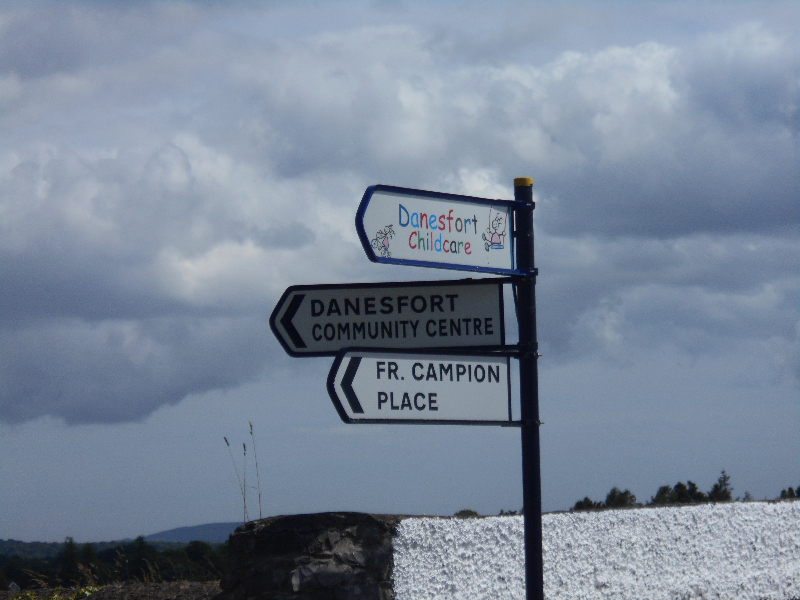 Danesfort
Childcare
DANESFORT
COMMUNITY CENTRE
FR. CAMPION
PLACE